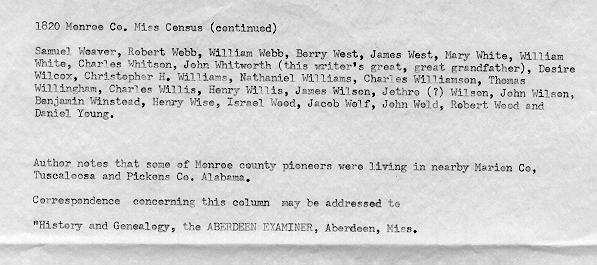 1820 Monroe Co. Miss Census (continued)
Samuel Weaver, Robert Webb, William Webb, Berry West, James West, Mary White, William
White, Charles Whitson, John Whitworth (this writer's great, great grandfather), Desire
Wilcox, Christopher H. Williams, Nathaniel Williams, Charles Williamson, Thomas
Willingham, Charles Willis, Henry Willis, James Wilson, Jethro (?) Wilson, John Wilson,
Benjamin Winstead, Henry Wise, Israel Wood, Jacob Wolf, John Wold, Robert Wood and
Daniel Young.
Author notes that some of Monroe county pioneers were living in nearby Marion Co,
Tuscaloosa and Pickens Co. Alabama.
Correspondence concerning this column may be addressed to
"History and Genealogy, the ABERDEEN EXAMINER, Aberdeen, Miss.